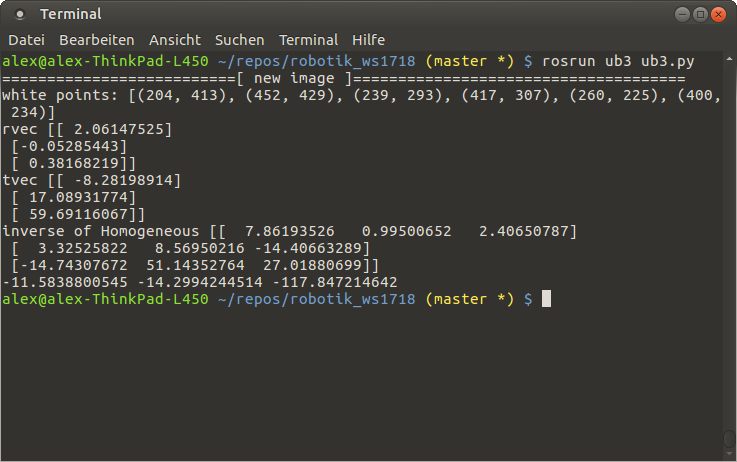 Terminal
Datei Bearbeiten Ansicht Suchen Terminal Hilfe
alex@alex-ThinkPad-L450 ~/repos/robotik_ws1718 (master *) $ rosrun ub3 ub3.py
==========================[ new image ]=====================================
white points: [(204, 413), (452, 429), (239, 293), (417, 307), (260, 225), (400,
 234)]
rvec [[ 2.06147525]
 [-0.05285443]
 [ 0.38168219]]
tvec [[ -8.28198914]
 [ 17.08931774]
 [ 59.69116067]]
inverse of Homogeneous [[  7.86193526   0.99500652   2.40650787]
 [  3.32525822   8.56950216 -14.40663289]
 [-14.74307672  51.14352764  27.01880699]]
-11.5838800545 -14.2994244514 -117.847214642
alex@alex-ThinkPad-L450 ~/repos/robotik_ws1718 (master *) $